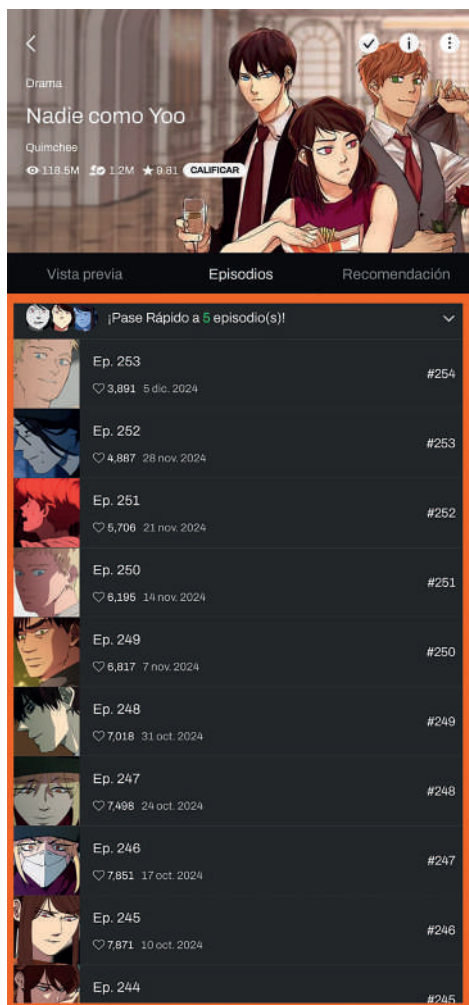 Drama
Nadie como Yoo
Quimchee
118.5M 1.2M 9.81 CALIFICAR
Vista previa Episodios Recomendación
¡Pase Rápido a 5 episodio(s)!
Ep. 253
3,891 5 dic. 2024
#254
Ep. 252
4,887 28 nov. 2024
#253
Ep. 251
5,706 21 nov. 2024
#252
Ep. 250
6,195 14 nov. 2024
#251
Ep. 249
6,817 7 nov. 2024
#250
Ep. 248
7,018 31 oct. 2024
#249
Ep. 247
7,498 24 oct. 2024
#248
Ep. 246
7,851 17 oct. 2024
#247
Ep. 245
7,871 10 oct. 2024
#246
Ep. 244
#245